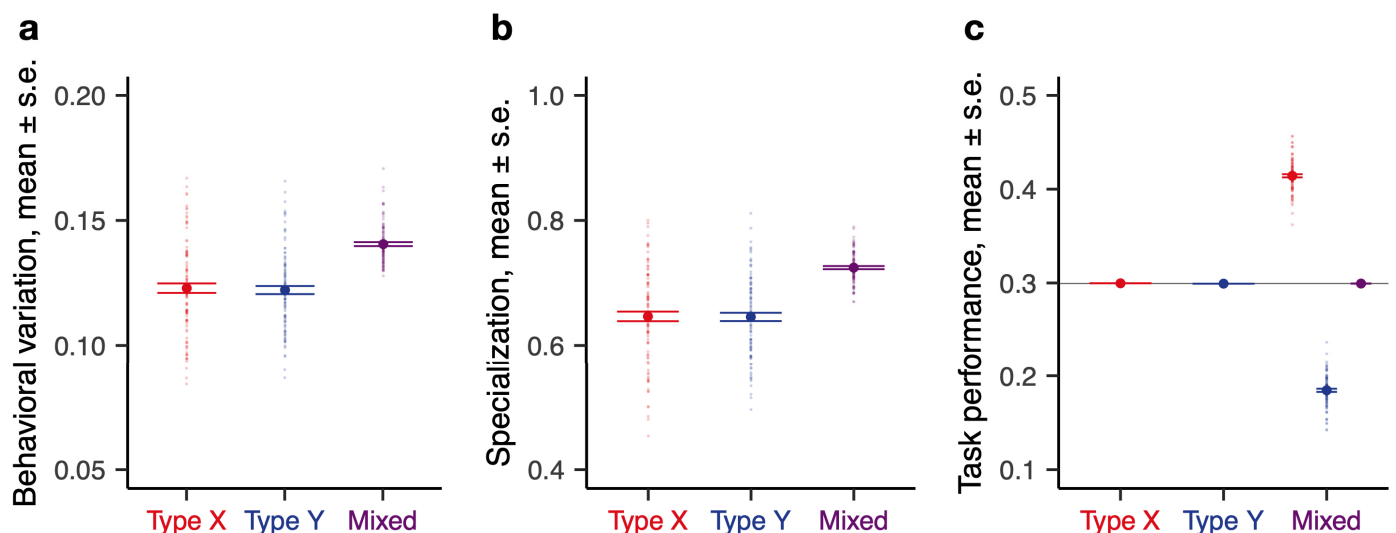 a
Behavioral variation, mean ± s.e.
0.20
0.15
0.10
0.05
Type X Type Y Mixed
b
Specialization, mean ± s.e.
1.0
0.8
0.6
0.4
Type X Type Y Mixed
c
Task performance, mean ± s.e.
0.5
0.4
0.3
0.2
0.1
Type X Type Y Mixed